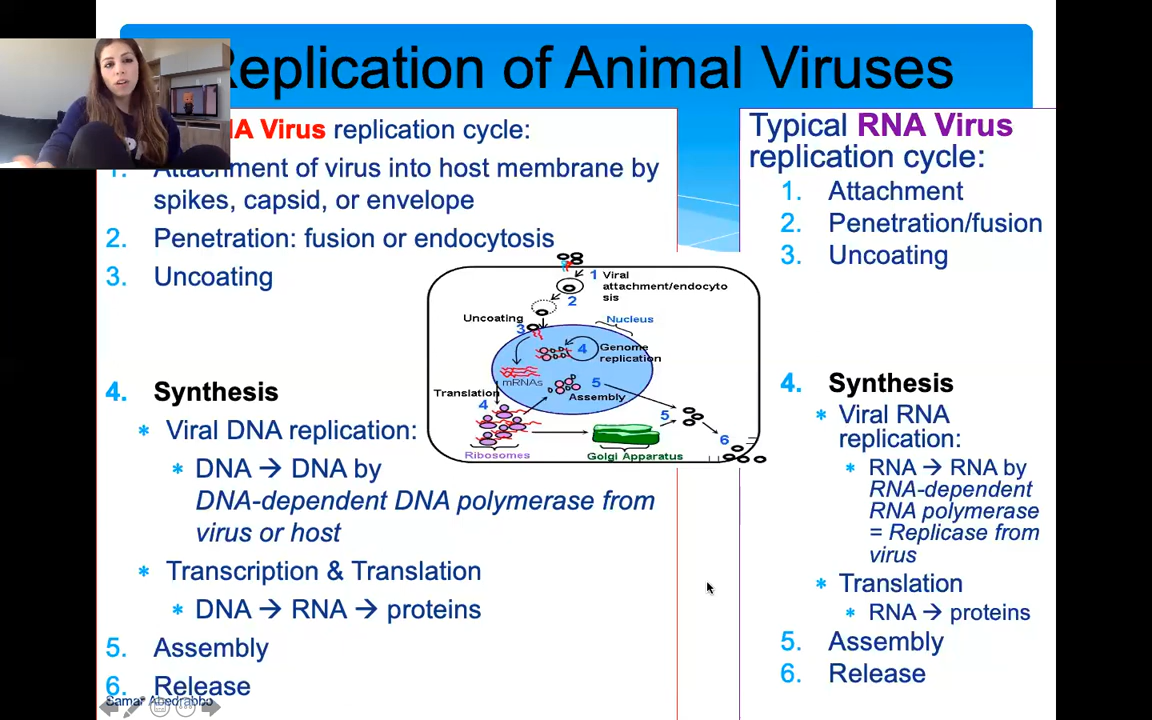 Replication of Animal Viruses
NA Virus replication cycle:
1. Attachment of virus into host membrane by
spikes, capsid, or envelope
2. Penetration: fusion or endocytosis
3. Uncoating
4. Synthesis
* Viral DNA replication:
* DNA → DNA by
DNA-dependent DNA polymerase from
virus or host
* Transcription & Translation
* DNA → RNA → proteins
5. Assembly
6. Release
Samar Abedrabbo
1 Viral
attachment/endocyto
sis
2
Uncoating
3
Nucleus
4 Genome
replication
mRNAs
5
Assembly
Translation
4
5
6
Ribosomes
Golgi Apparatus
Typical RNA Virus
replication cycle:
1. Attachment
2. Penetration/fusion
3. Uncoating
4. Synthesis
* Viral RNA
replication:
* RNA → RNA by
RNA-dependent
RNA polymerase
= Replicase from
virus
* Translation
* RNA → proteins
5. Assembly
6. Release